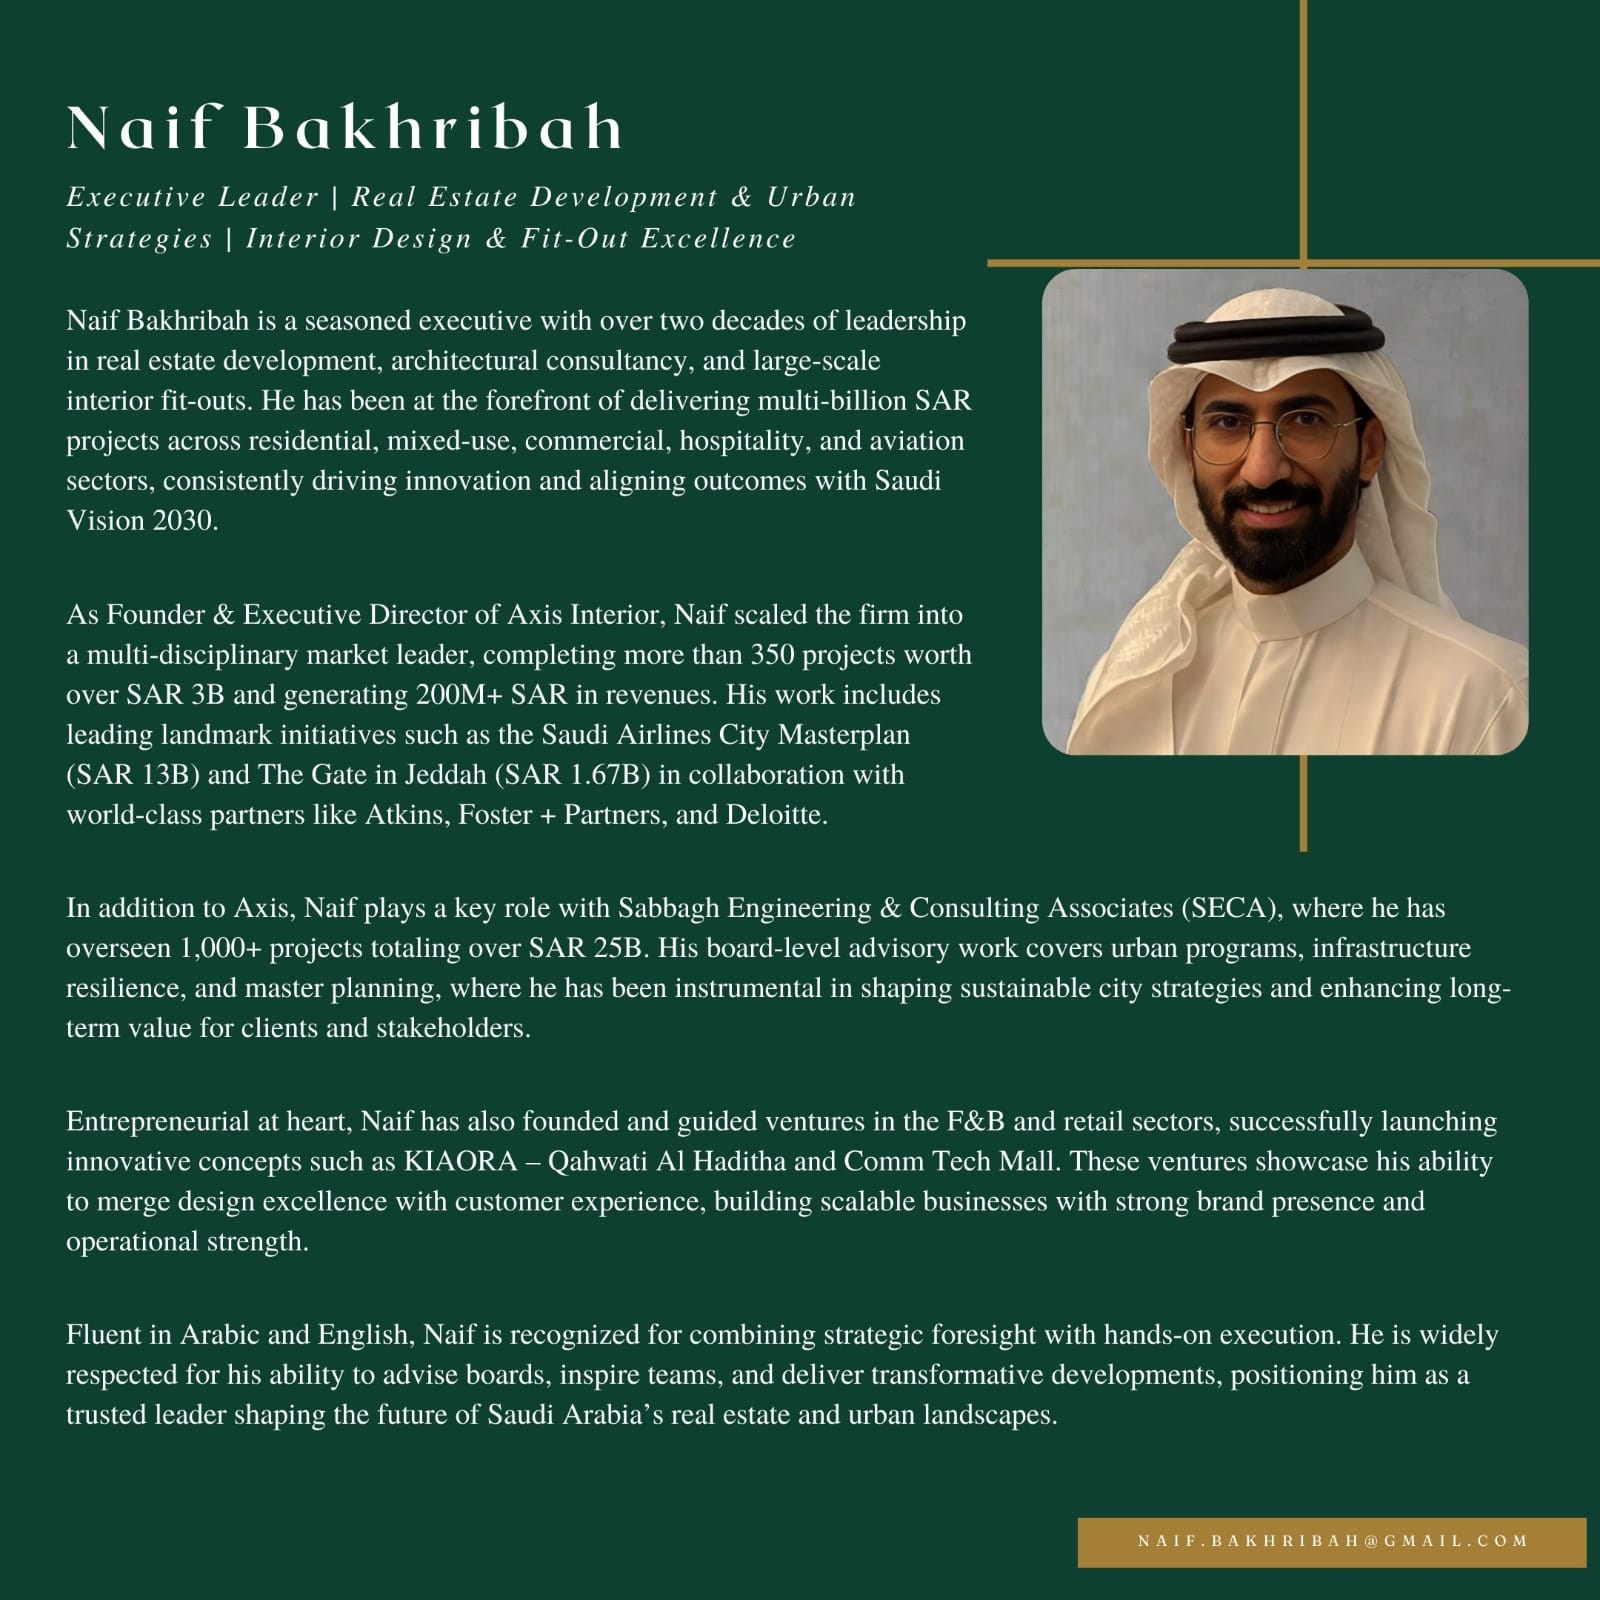 Naif Bakhribah
Executive Leader | Real Estate Development & Urban
Strategies | Interior Design & Fit-Out Excellence
Naif Bakhribah is a seasoned executive with over two decades of leadership
in real estate development, architectural consultancy, and large-scale
interior fit-outs. He has been at the forefront of delivering multi-billion SAR
projects across residential, mixed-use, commercial, hospitality, and aviation
sectors, consistently driving innovation and aligning outcomes with Saudi
Vision 2030.
As Founder & Executive Director of Axis Interior, Naif scaled the firm into
a multi-disciplinary market leader, completing more than 350 projects worth
over SAR 3B and generating 200M+ SAR in revenues. His work includes
leading landmark initiatives such as the Saudi Airlines City Masterplan
(SAR 13B) and The Gate in Jeddah (SAR 1.67B) in collaboration with
world-class partners like Atkins, Foster + Partners, and Deloitte.
In addition to Axis, Naif plays a key role with Sabbagh Engineering & Consulting Associates (SECA), where he has
overseen 1,000+ projects totaling over SAR 25B. His board-level advisory work covers urban programs, infrastructure
resilience, and master planning, where he has been instrumental in shaping sustainable city strategies and enhancing long-
term value for clients and stakeholders.
Entrepreneurial at heart, Naif has also founded and guided ventures in the F&B and retail sectors, successfully launching
innovative concepts such as KIAORA – Qahwati Al Haditha and Comm Tech Mall. These ventures showcase his ability
to merge design excellence with customer experience, building scalable businesses with strong brand presence and
operational strength.
Fluent in Arabic and English, Naif is recognized for combining strategic foresight with hands-on execution. He is widely
respected for his ability to advise boards, inspire teams, and deliver transformative developments, positioning him as a
trusted leader shaping the future of Saudi Arabia’s real estate and urban landscapes.
NAIF.BAKHRIBAH@GMAIL.COM